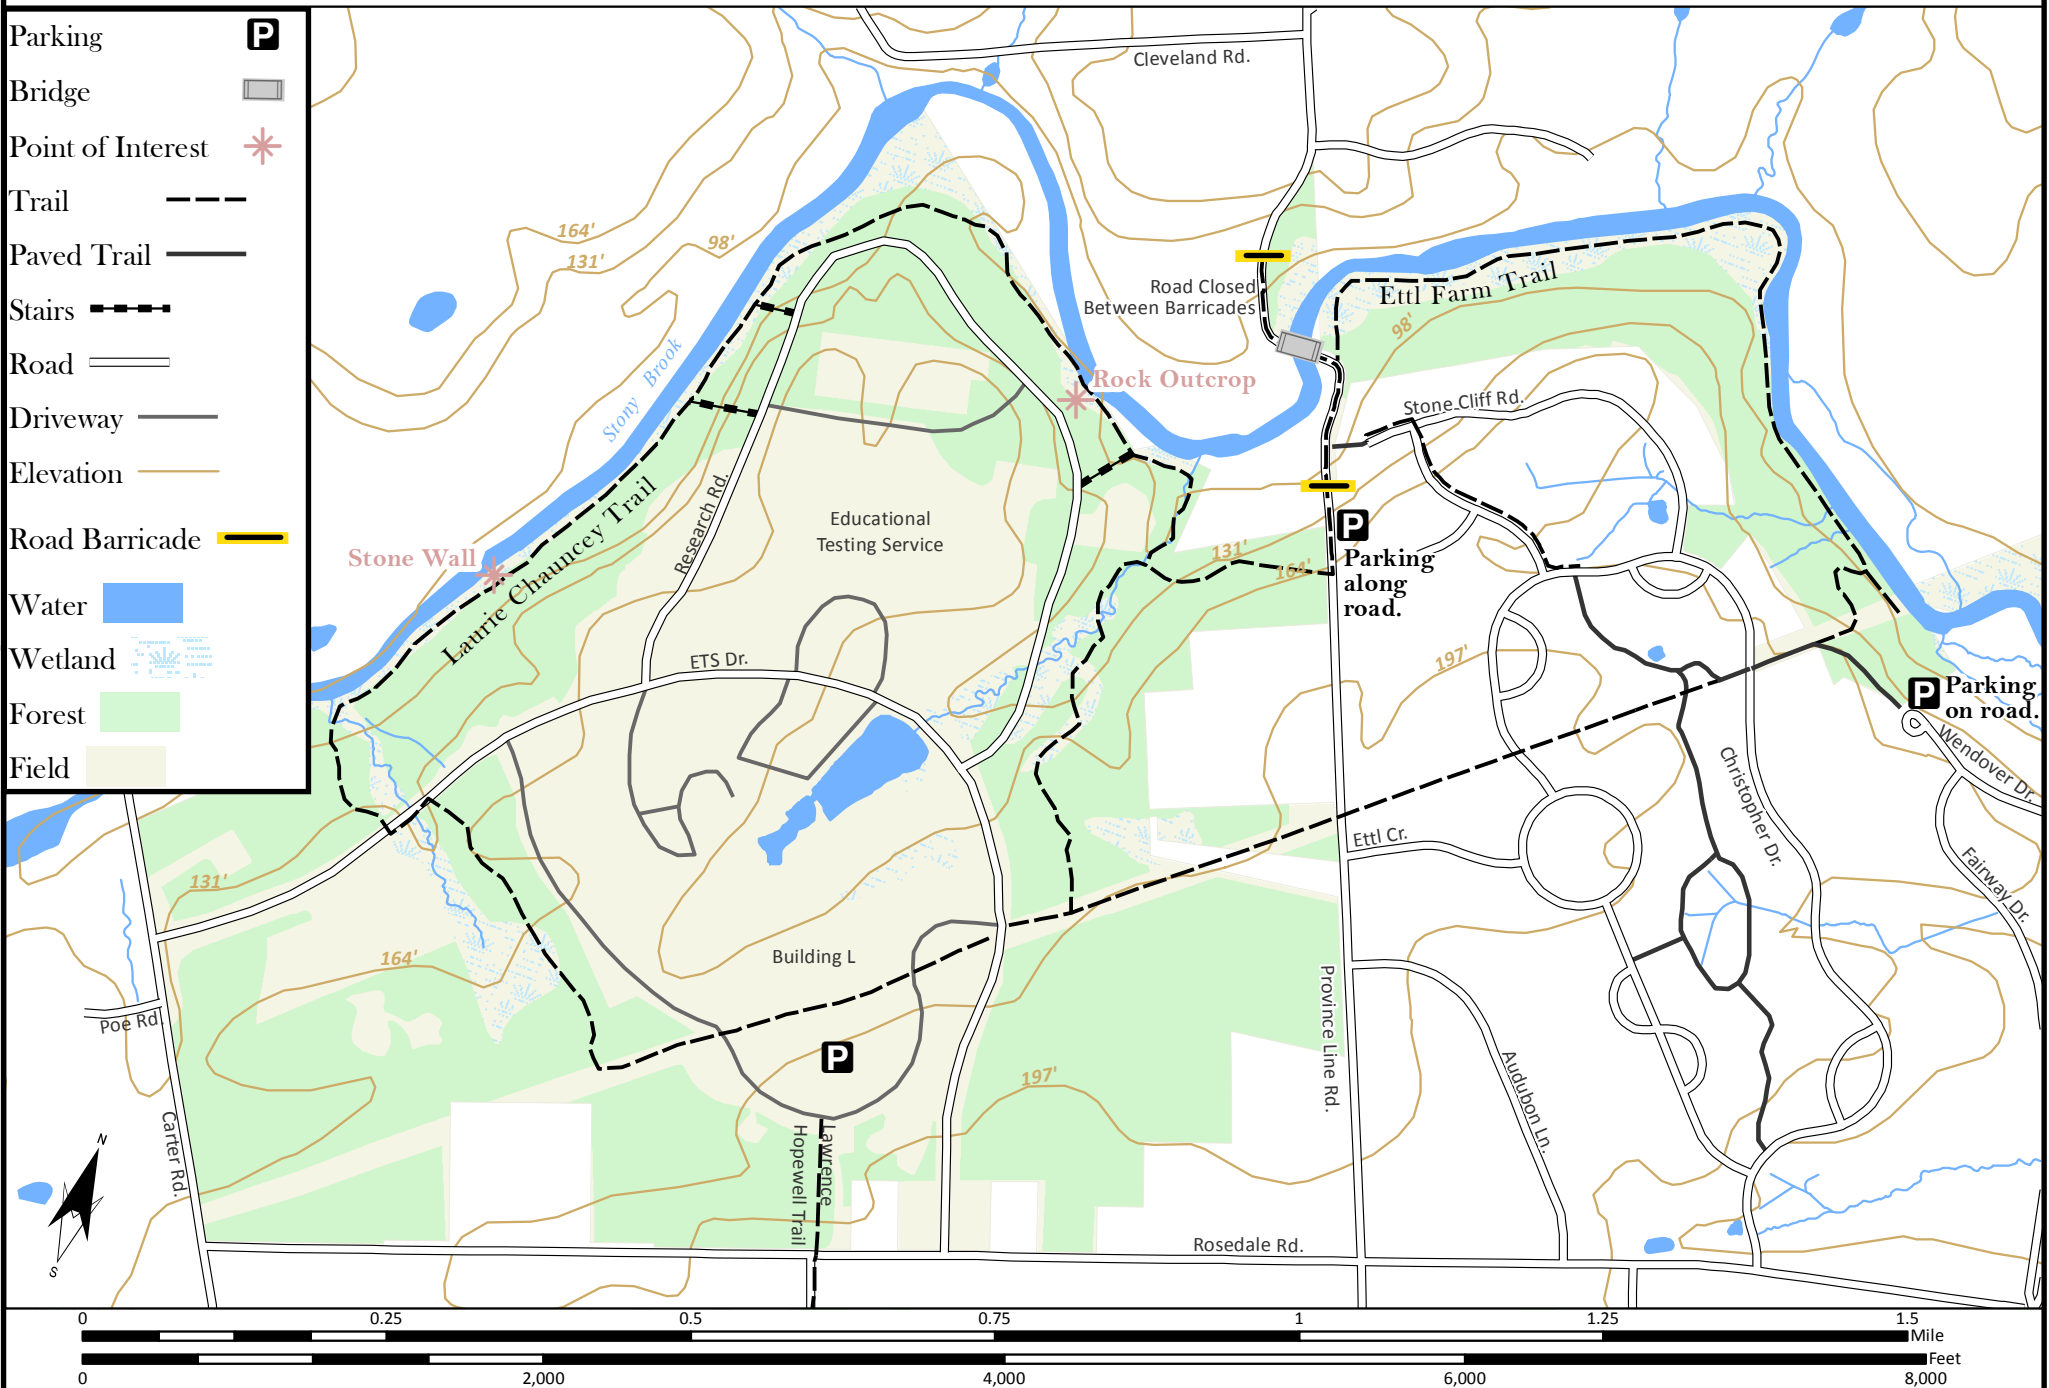 Parking
P
Bridge
Point of Interest
Trail
Paved Trail
Stairs
Road
Driveway
Elevation
Road Barricade
Water
Wetland
Forest
Field
Cleveland Rd.
164'
131'
98'
Road Closed
Between Barricades
Ettl Farm Trail
98'
Stony Brook
Rock Outcrop
Stone Cliff Rd.
Laurie Chauncey Trail
Research Rd.
Educational
Testing Service
Stone Wall
P
Parking
along
road.
131'
164'
ETS Dr.
197'
P
Parking
on road.
Wendover Dr.
Christopher Dr.
Fairway Dr.
Ettl Cr.
131'
164'
Building L
Province Line Rd.
Poe Rd.
P
197'
Audubon Ln.
Carter Rd.
Lawrence
Hopewell Trail
N
S
Rosedale Rd.
0 0.25 0.5 0.75 1 1.25 1.5
Mile
Feet
0 2,000 4,000 6,000 8,000